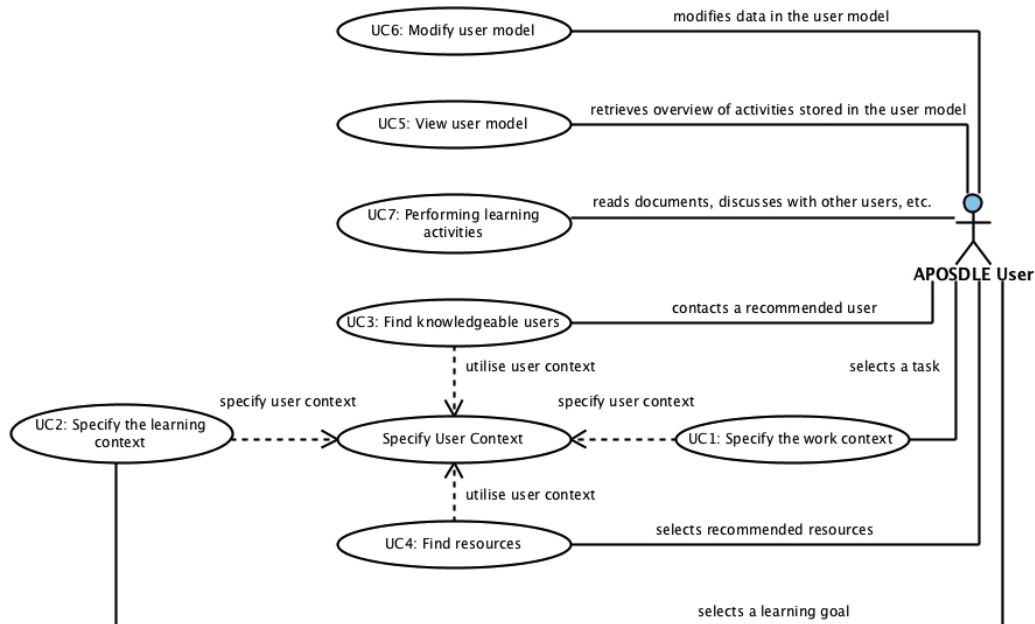 modifies data in the user model
UC6: Modify user model
retrieves overview of activities stored in the user model
UC5: View user model
reads documents, discusses with other users, etc.
UC7: Performing learning
activities
APOSDLE User
contacts a recommended user
UC3: Find knowledgeable users
utilise user context
selects a task
specify user context
specify user context
UC2: Specify the learning
context
Specify User Context
UC1: Specify the work context
utilise user context
selects recommended resources
UC4: Find resources
selects a learning goal